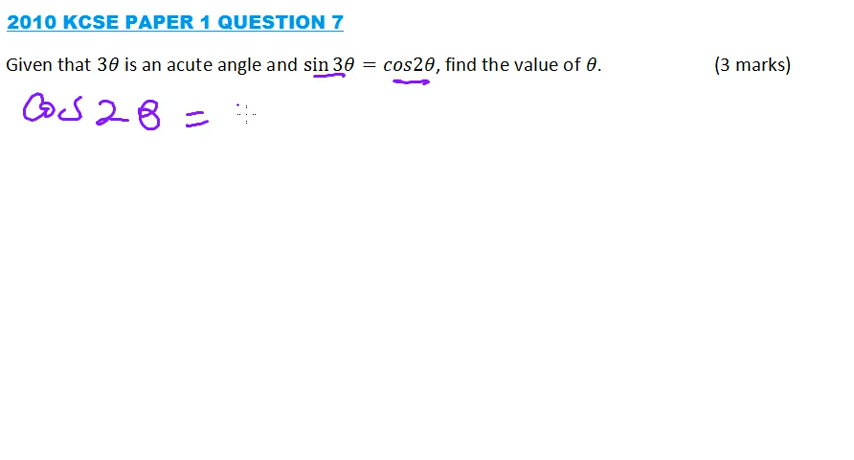 2010 KCSE PAPER 1 QUESTION 7
Given that 3θ is an acute angle and sin 3θ = cos2θ, find the value of θ. (3 marks)
Cos 2θ =